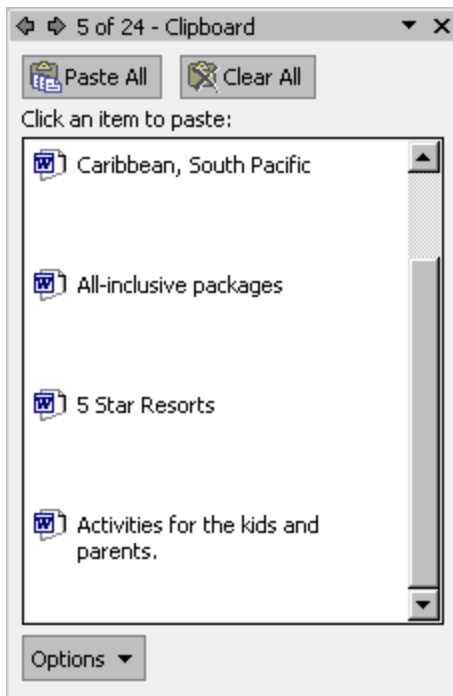 5 of 24 - Clipboard
Paste All Clear All
Click an item to paste:
Caribbean, South Pacific
All-inclusive packages
5 Star Resorts
Activities for the kids and
parents.
Options